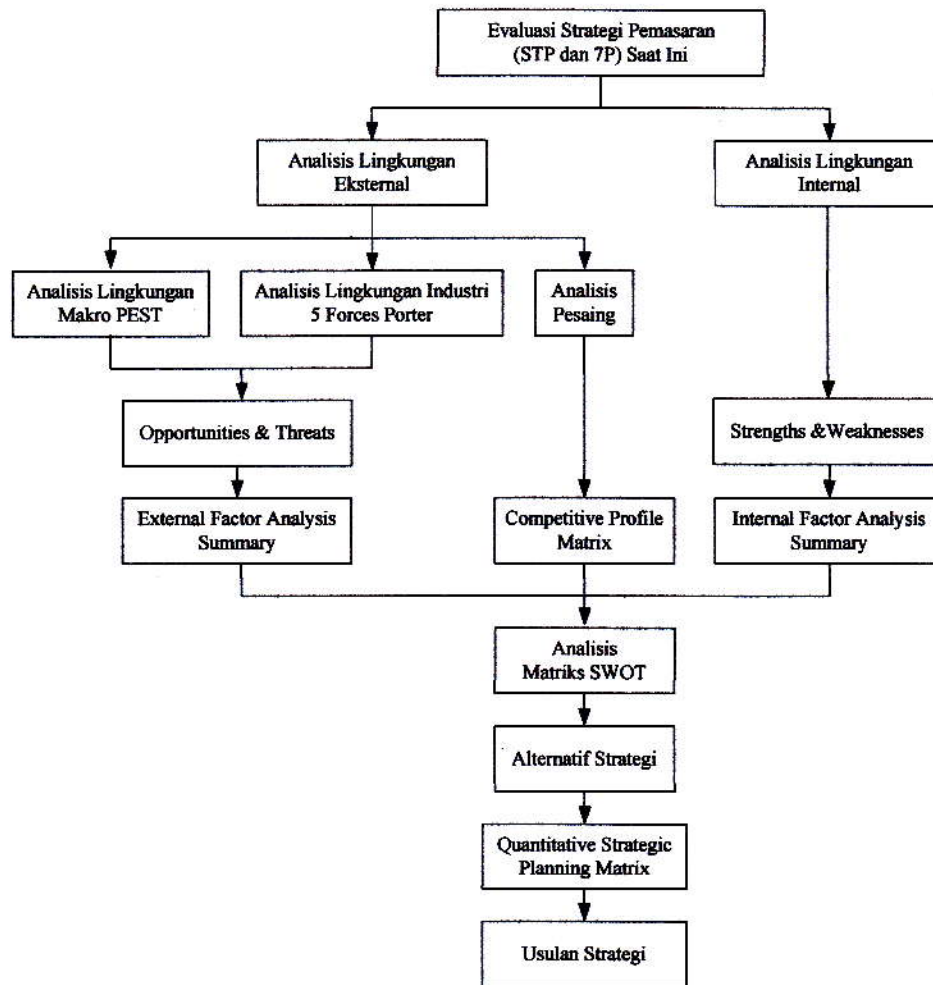 Evaluasi Strategi Pemasaran
(STP dan 7P) Saat Ini
Analisis Lingkungan
Eksternal
Analisis Lingkungan
Internal
Analisis Lingkungan
Makro PEST
Analisis Lingkungan Industri
5 Forces Porter
Analisis
Pesaing
Opportunities & Threats
Strengths &Weaknesses
External Factor Analysis
Summary
Competitive Profile
Matrix
Internal Factor Analysis
Summary
Analisis
Matriks SWOT
Alternatif Strategi
Quantitative Strategic
Planning Matrix
Usulan Strategi